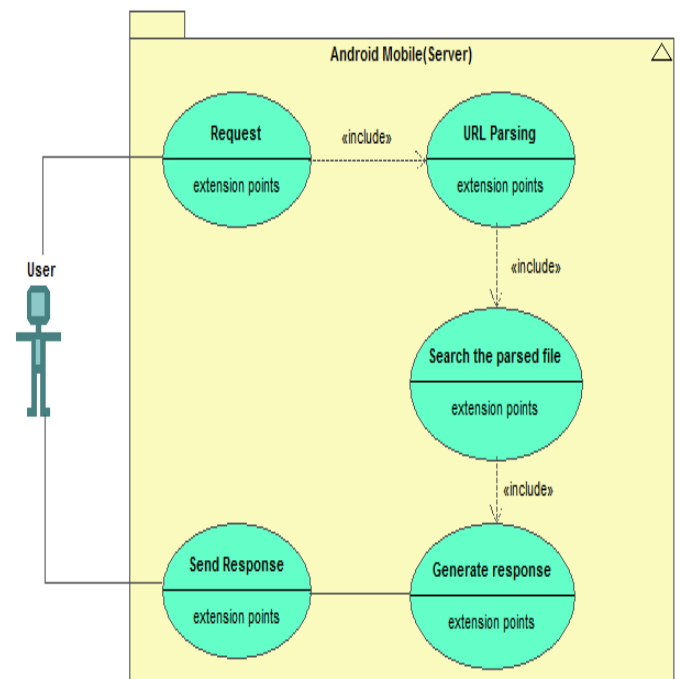 Android Mobile(Server)
Request
extension points
«include»
URL Parsing
extension points
«include»
User
Search the parsed file
extension points
«include»
Send Response
extension points
Generate response
extension points